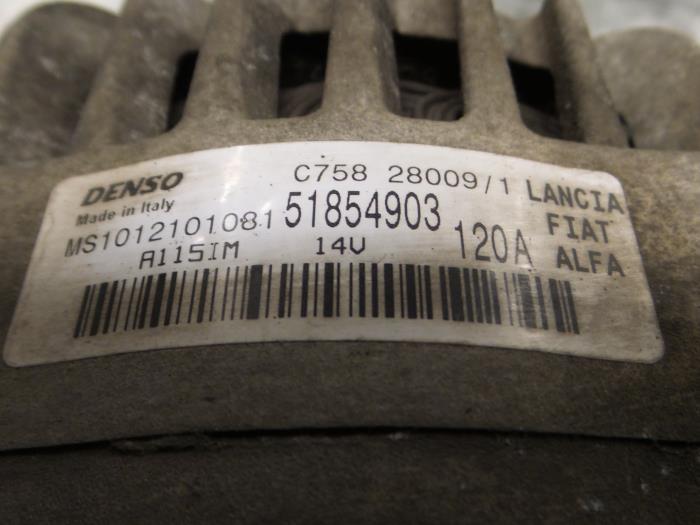 DENSO C758 28009/1 LANCIA
Made in Italy
MS1012101081 51854903 FIAT
A115IM 14V 120A ALFA